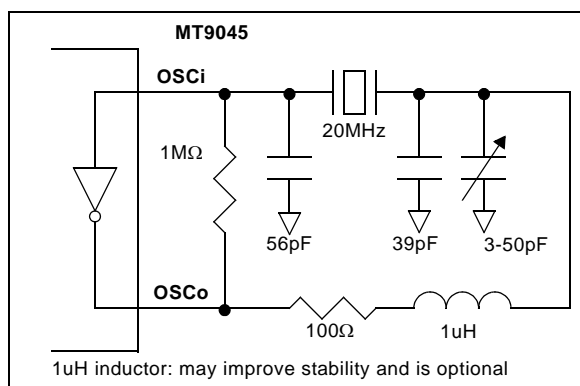 MT9045
OSCi
20MHz
1MΩ
56pF
39pF
3-50pF
OSCo
100Ω
1uH
1uH inductor: may improve stability and is optional